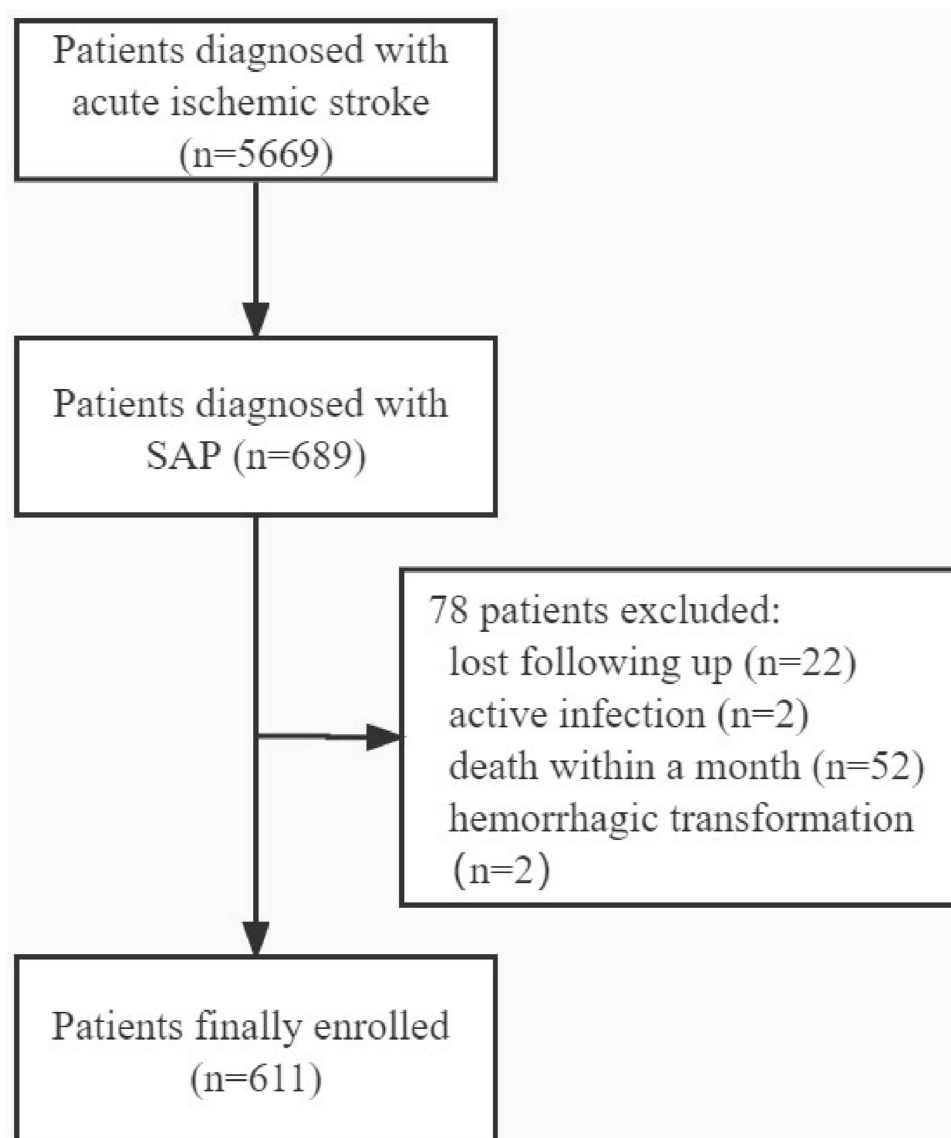 Patients diagnosed with
acute ischemic stroke
(n=5669)
Patients diagnosed with
SAP (n=689)
78 patients excluded:
lost following up (n=22)
active infection (n=2)
death within a month (n=52)
hemorrhagic transformation
(n=2)
Patients finally enrolled
(n=611)